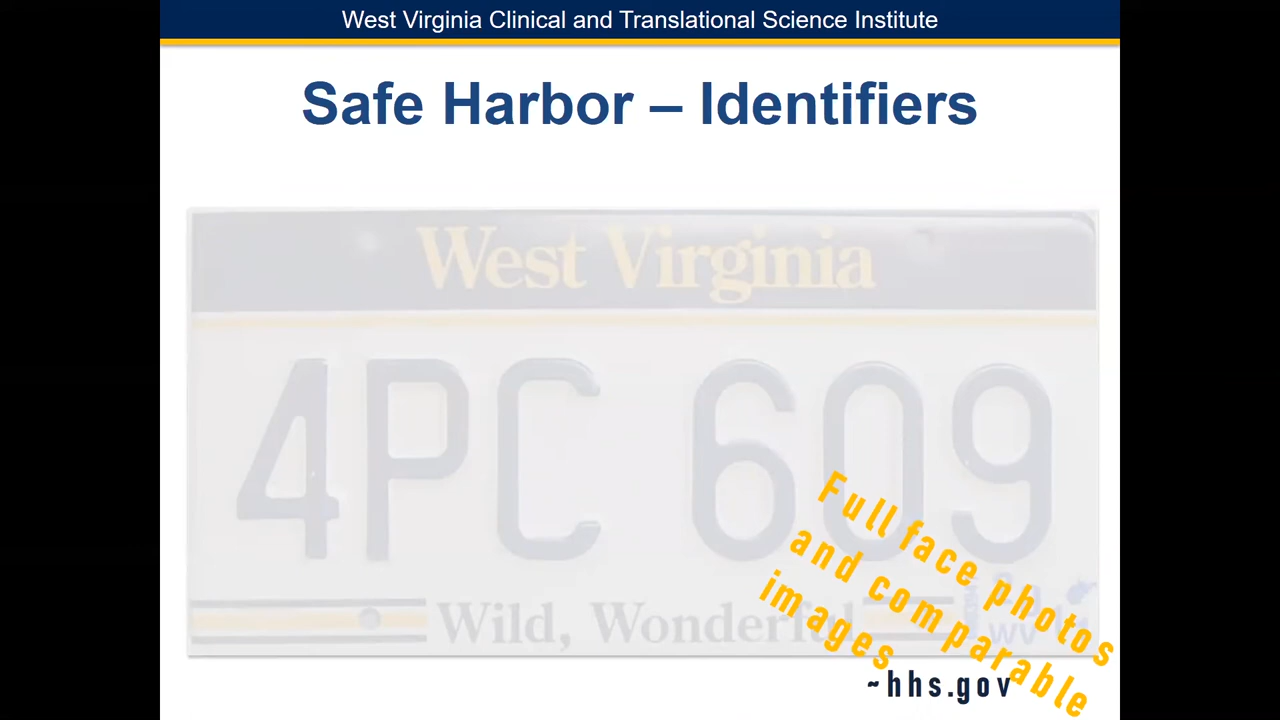 West Virginia Clinical and Translational Science Institute
Safe Harbor – Identifiers
West Virginia
4PC 609
Wild, Wonderful
WV
Full face photos
and comparable
images
~hhs.gov